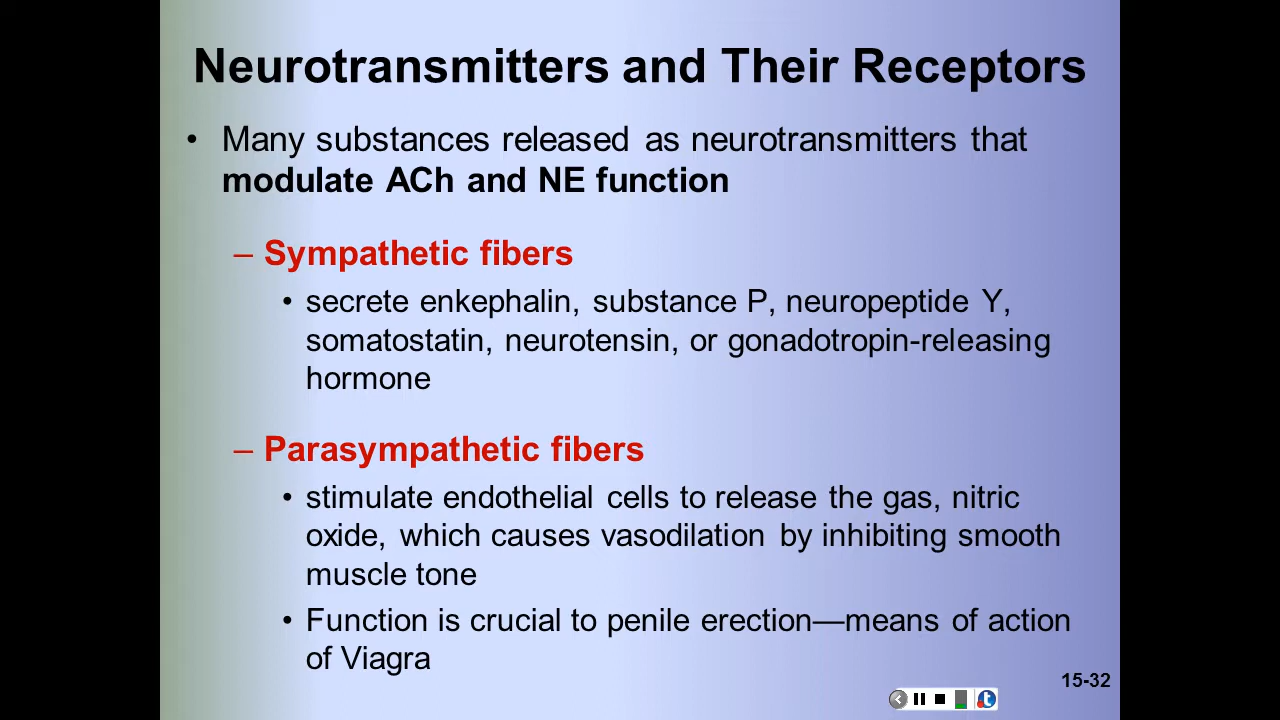 Neurotransmitters and Their Receptors
• Many substances released as neurotransmitters that
modulate ACh and NE function
– Sympathetic fibers
• secrete enkephalin, substance P, neuropeptide Y,
somatostatin, neurotensin, or gonadotropin-releasing
hormone
– Parasympathetic fibers
• stimulate endothelial cells to release the gas, nitric
oxide, which causes vasodilation by inhibiting smooth
muscle tone
• Function is crucial to penile erection—means of action
of Viagra
15-32
t